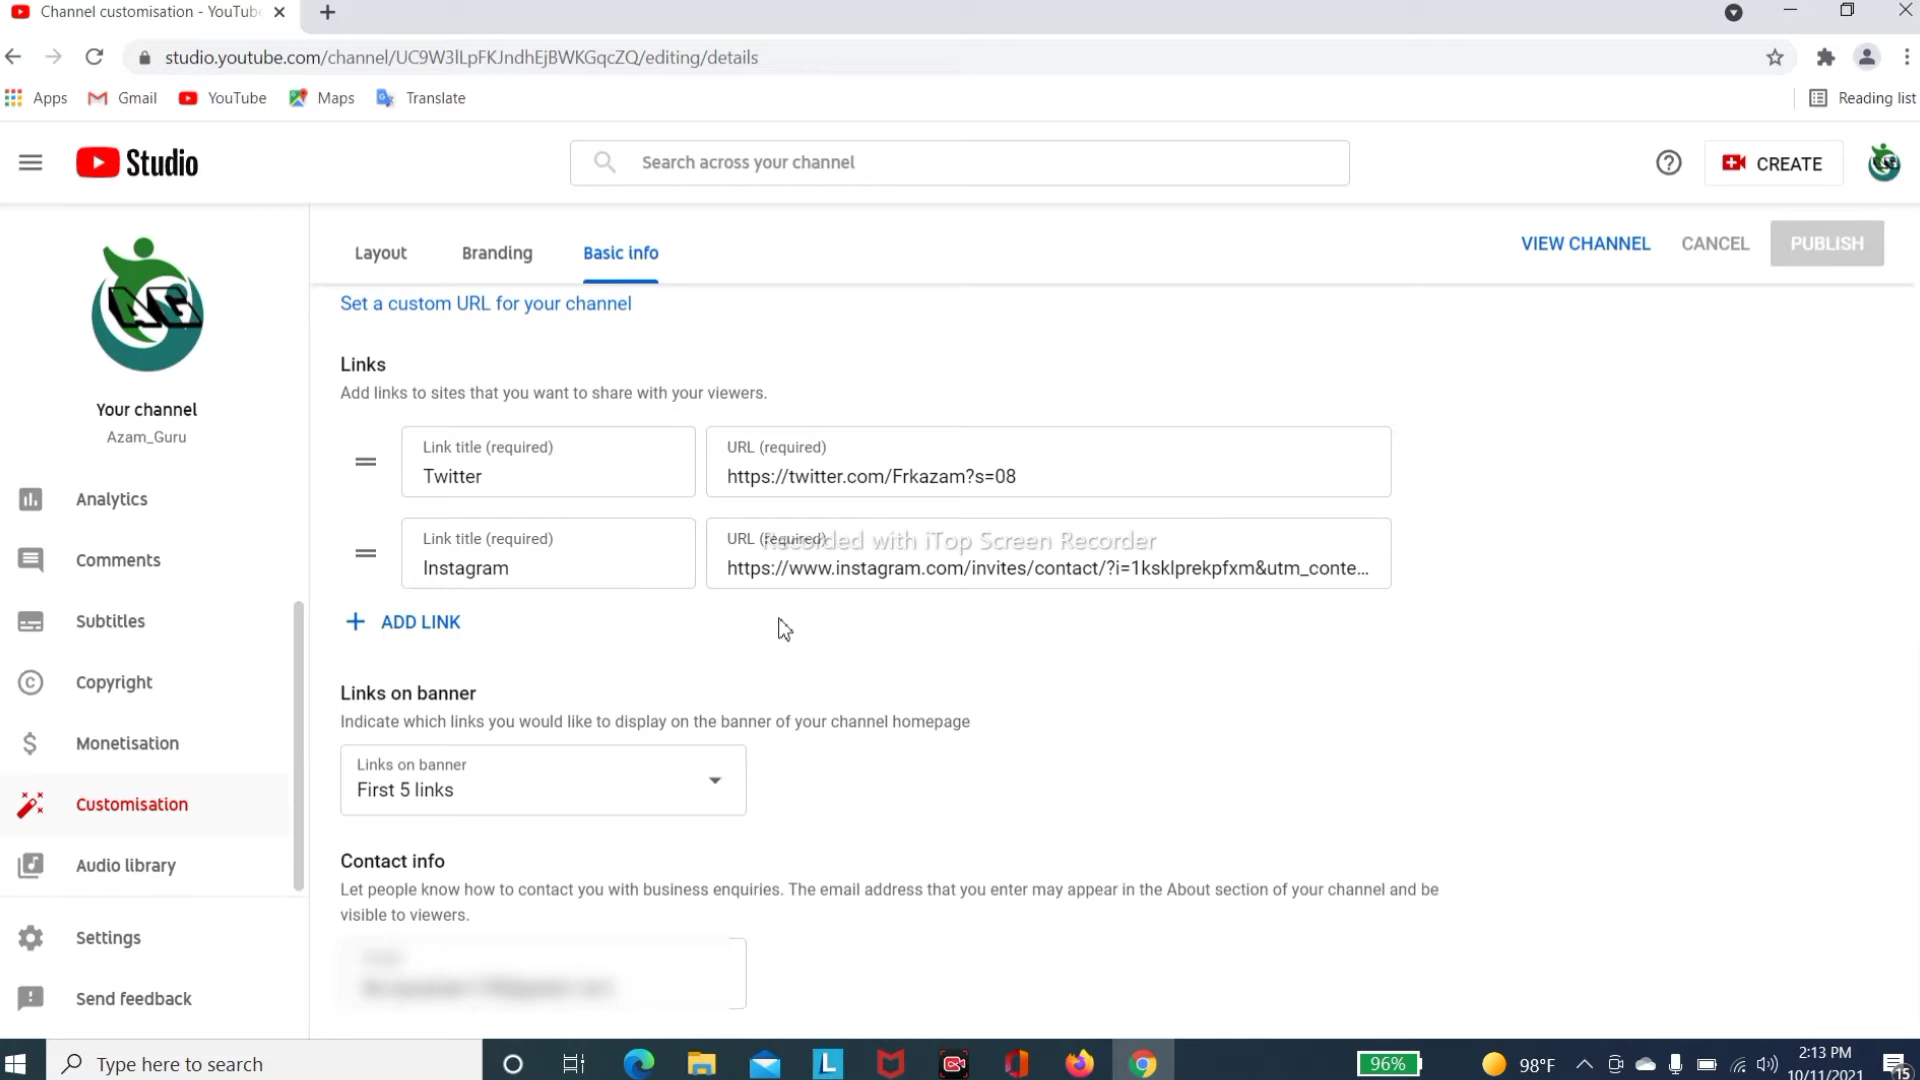 Channel customisation - YouTube
studio.youtube.com/channel/UC9W3lLpFKJndhEjBWKGqcZQ/editing/details
Apps Gmail YouTube Maps Translate Reading list
Studio
Search across your channel
CREATE
AG
Layout Branding Basic info
VIEW CHANNEL CANCEL PUBLISH
Set a custom URL for your channel
Links
Add links to sites that you want to share with your viewers.
Your channel
Azam_Guru
Link title (required) URL (required)
Twitter https://twitter.com/Frkazam?s=08
Link title (required) URL (required)
Recorded with iTop Screen Recorder
Instagram https://www.instagram.com/invites/contact/?i=1ksklprekpfxm&utm_conte...
ADD LINK
Analytics
Comments
Subtitles
Copyright
Monetisation
Customisation
Audio library
Settings
Send feedback
Links on banner
Indicate which links you would like to display on the banner of your channel homepage
Links on banner
First 5 links
Contact info
Let people know how to contact you with business enquiries. The email address that you enter may appear in the About section of your channel and be
visible to viewers.
Type here to search
96%
98°F
2:13 PM
10/11/2021
15